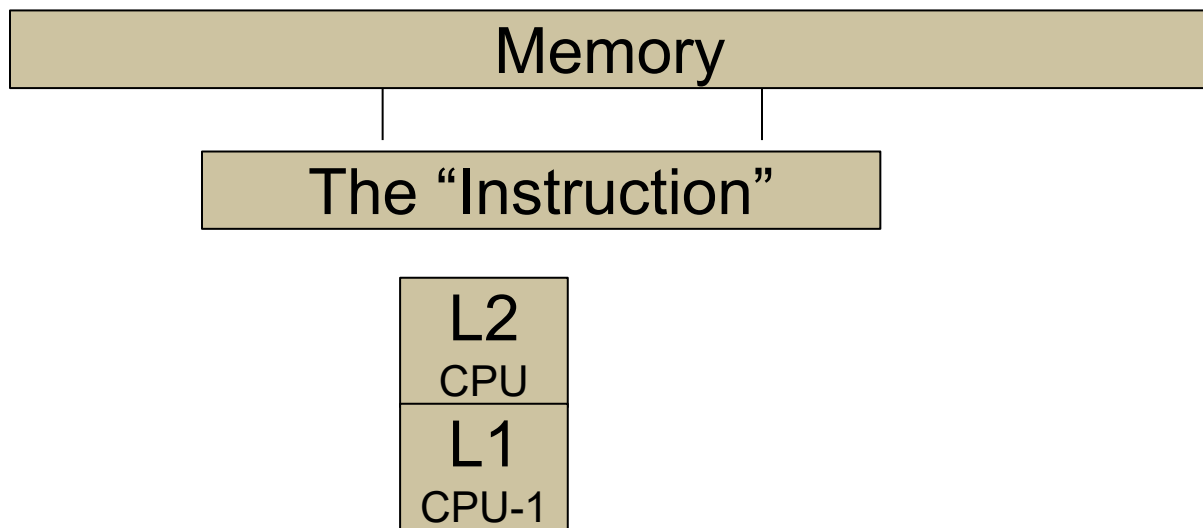 Memory
The “Instruction”
L2
CPU
L1
CPU-1